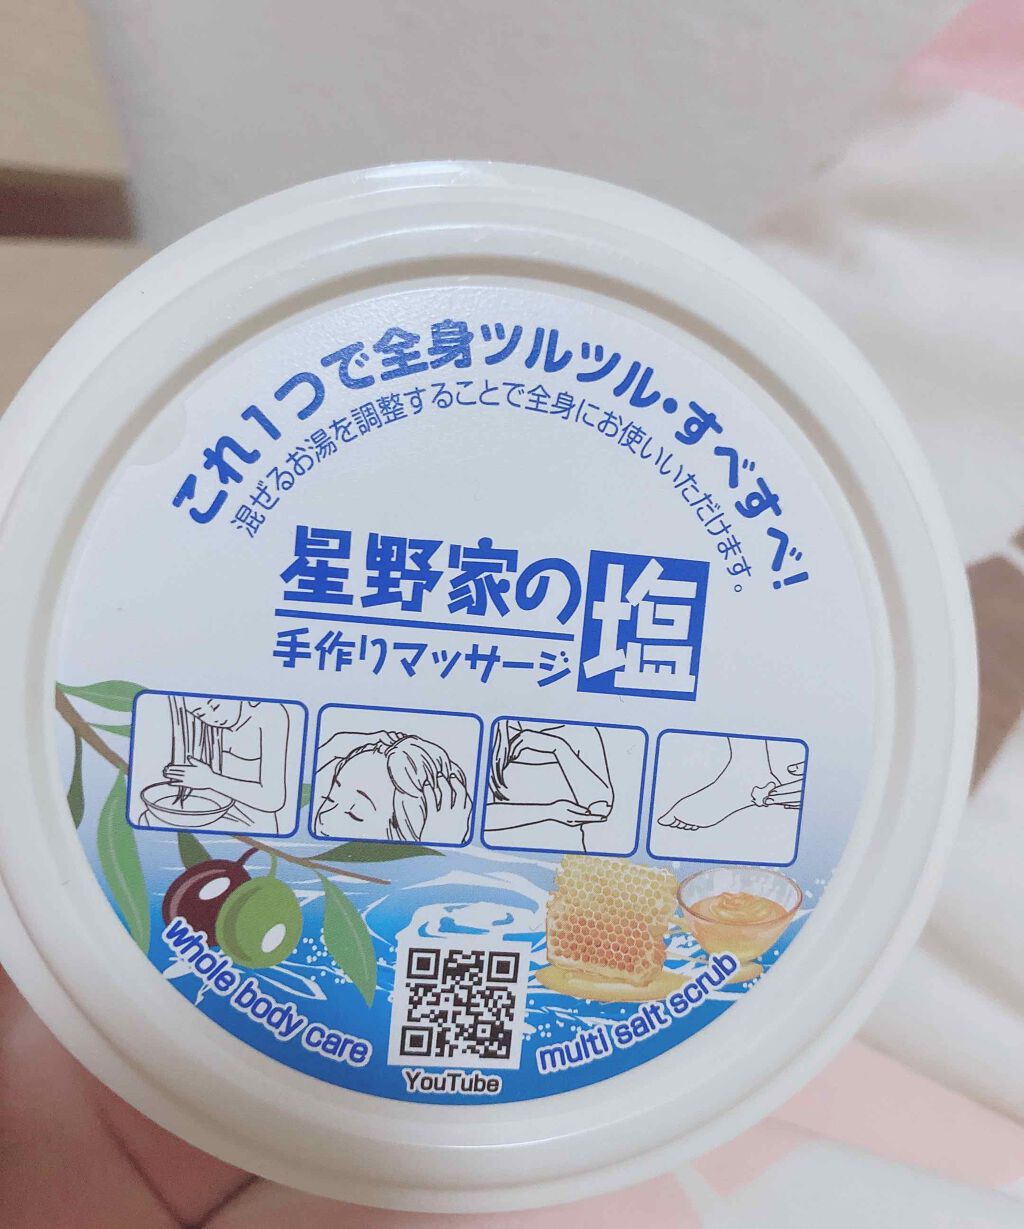 これ1つで全身ツルツル・すべすべ!
混ぜるお湯を調整することで全身にお使いいただけます。
星野家の塩
手作りマッサージ
whole body care
multi salt scrub
YouTube